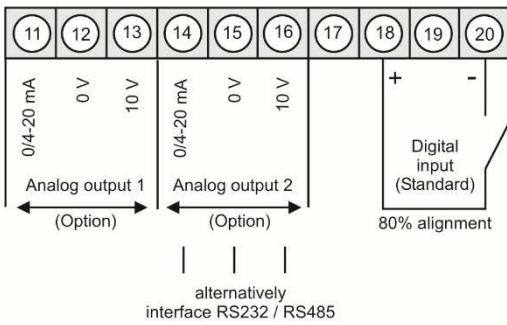 11 12 13 14 15 16 17 18 19 20
0/4-20 mA 0 V 10 V 0/4-20 mA 0 V 10 V + -
Analog output 1
(Option)
Analog output 2
(Option)
Digital
input
(Standard)
80% alignment
alternatively
interface RS232 / RS485